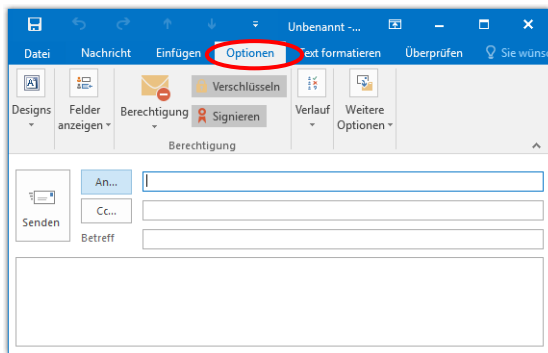 Unbenannt -...
Datei Nachricht Einfügen Optionen Text formatieren Überprüfen Sie wüns
Designs Felder anzeigen Berechtigung Verschlüsseln Signieren Verlauf Weitere Optionen
Berechtigung
An...
Cc...
Senden
Betreff